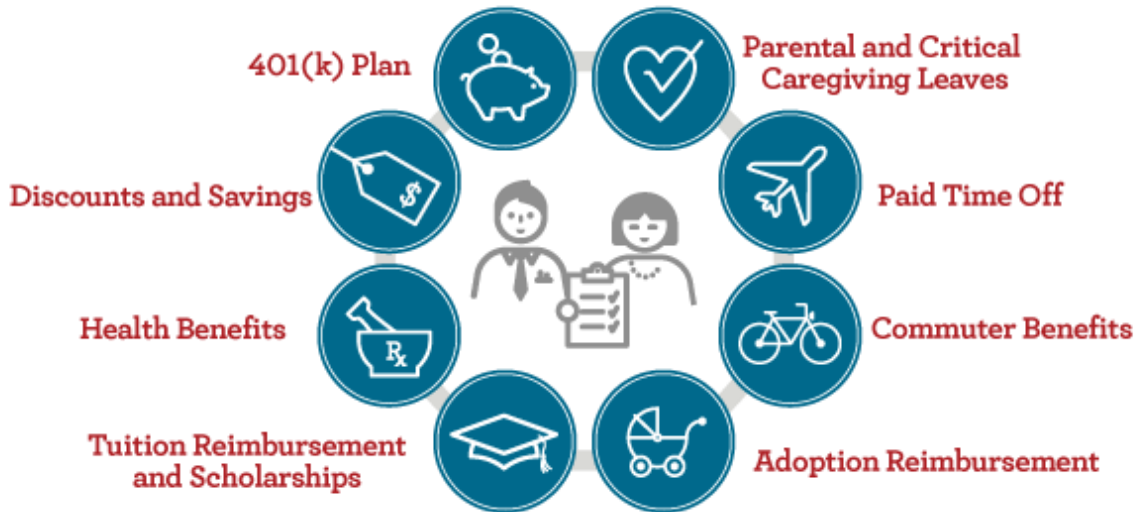 401(k) Plan
Parental and Critical
Caregiving Leaves
Discounts and Savings
$
Paid Time Off
Health Benefits
Rx
Commuter Benefits
Tuition Reimbursement
and Scholarships
Adoption Reimbursement